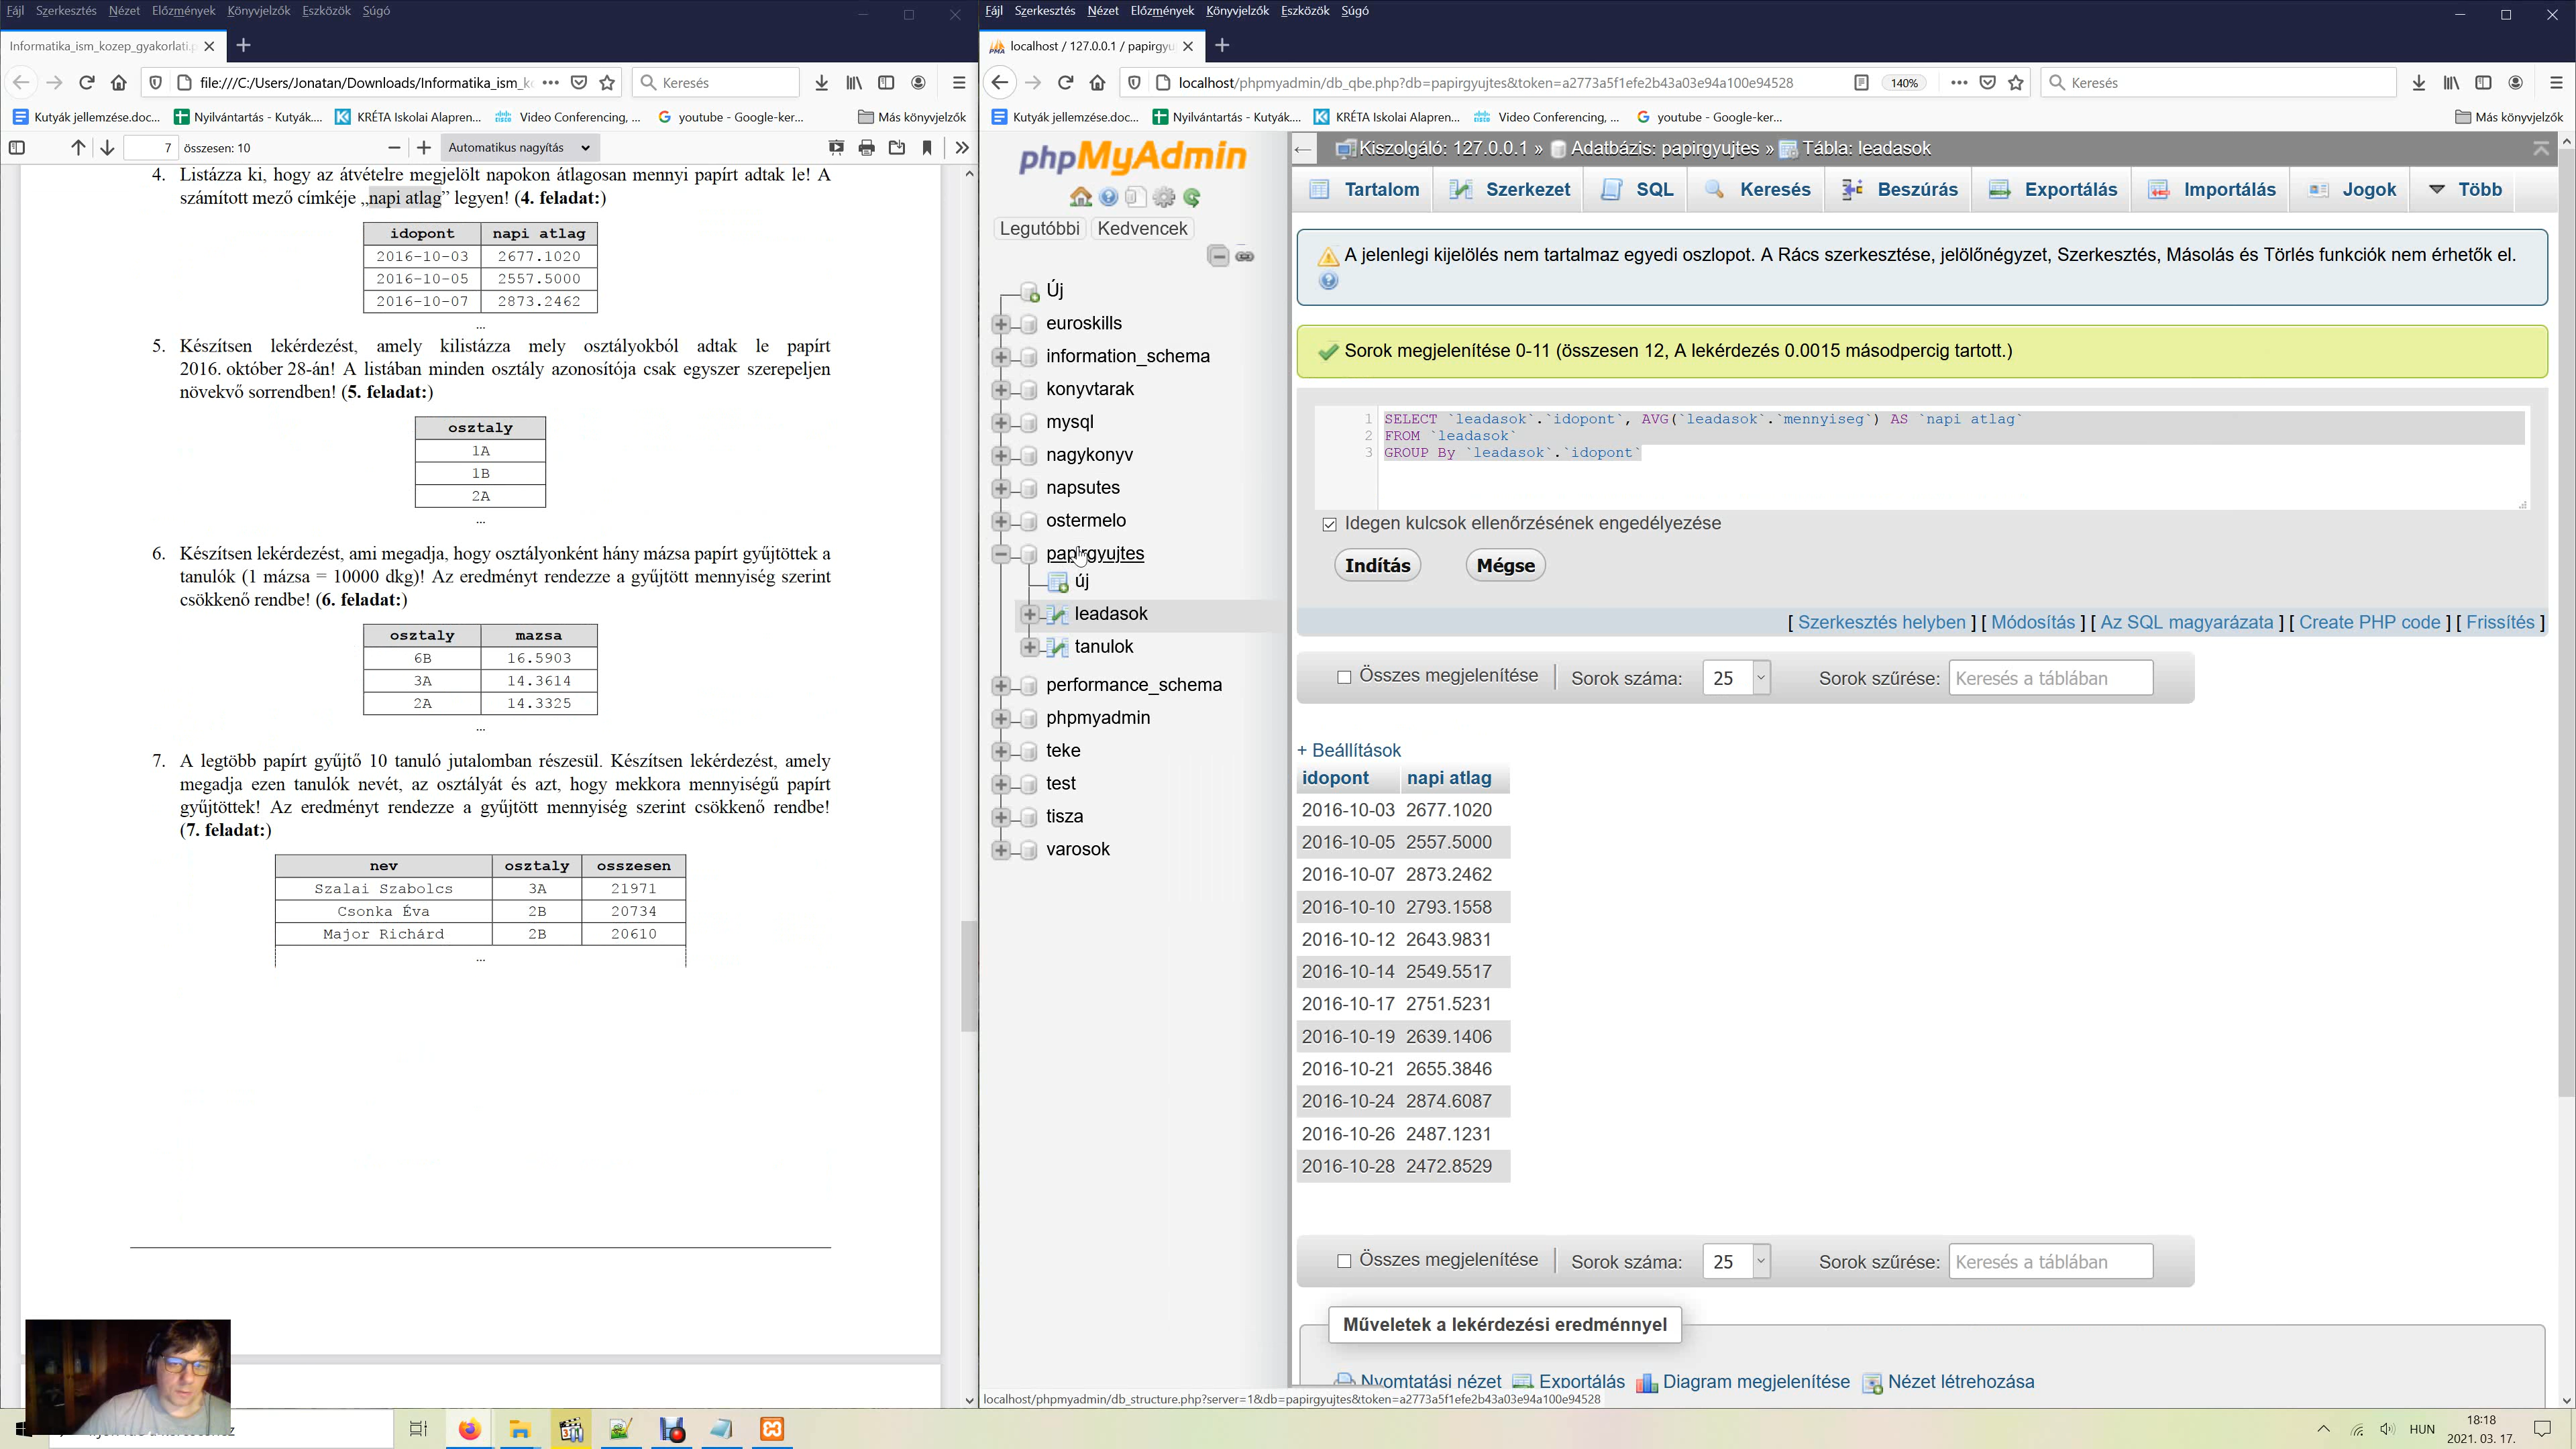 Fájl Szerkesztés Nézet Előzmények Könyvjelzők Eszközök Súgó
Informatika_ism_kozep_gyakorlati.p
file:///C:/Users/Jonatan/Downloads/Informatika_ism_k
Keresés
Kutyák jellemzése.doc...
Nyilvántartás - Kutyák....
KRÉTA Iskolai Alapren...
Video Conferencing, ...
youtube - Google-ker...
Más könyvjelzők
7 összesen: 10
Automatikus nagyítás
4. Listázza ki, hogy az átvételre megjelölt napokon átlagosan mennyi papírt adtak le! A
számított mező címkéje „napi atlag” legyen! (4. feladat:)
idopont napi atlag
2016-10-03 2677.1020
2016-10-05 2557.5000
2016-10-07 2873.2462
...
5. Készítsen lekérdezést, amely kilistázza mely osztályokból adtak le papírt
2016. október 28-án! A listában minden osztály azonosítója csak egyszer szerepeljen
növekvő sorrendben! (5. feladat:)
osztaly
1A
1B
2A
...
6. Készítsen lekérdezést, ami megadja, hogy osztályonként hány mázsa papírt gyűjtöttek a
tanulók (1 mázsa = 10000 dkg)! Az eredményt rendezze a gyűjtött mennyiség szerint
csökkenő rendbe! (6. feladat:)
osztaly mazsa
6B 16.5903
3A 14.3614
2A 14.3325
...
7. A legtöbb papírt gyűjtő 10 tanuló jutalomban részesül. Készítsen lekérdezést, amely
megadja ezen tanulók nevét, az osztályát és azt, hogy mekkora mennyiségű papírt
gyűjtöttek! Az eredményt rendezze a gyűjtött mennyiség szerint csökkenő rendbe!
(7. feladat:)
nev osztaly osszesen
Szalai Szabolcs 3A 21971
Csonka Éva 2B 20734
Major Richárd 2B 20610
...
Fájl Szerkesztés Nézet Előzmények Könyvjelzők Eszközök Súgó
localhost / 127.0.0.1 / papirgyu
localhost/phpmyadmin/db_qbe.php?db=papirgyujtes&token=a2773a5f1efe2b43a03e94a100e94528
140%
Keresés
Kutyák jellemzése.doc...
Nyilvántartás - Kutyák....
KRÉTA Iskolai Alapren...
Video Conferencing, ...
youtube - Google-ker...
Más könyvjelzők
phpMyAdmin
Legutóbbi Kedvencek
Új
euroskills
information_schema
konyvtarak
mysql
nagykonyv
napsutes
ostermelo
papirgyujtes
új
leadasok
tanulok
performance_schema
phpmyadmin
teke
test
tisza
varosok
Kiszolgáló: 127.0.0.1 » Adatbázis: papirgyujtes » Tábla: leadasok
Tartalom Szerkezet SQL Keresés Beszúrás Exportálás Importálás Jogok Több
A jelenlegi kijelölés nem tartalmaz egyedi oszlopot. A Rács szerkesztése, jelölőnégyzet, Szerkesztés, Másolás és Törlés funkciók nem érhetők el.
Sorok megjelenítése 0-11 (összesen 12, A lekérdezés 0.0015 másodpercig tartott.)
1 SELECT `leadasok`.`idopont`, AVG(`leadasok`.`mennyiseg`) AS `napi atlag`
2 FROM `leadasok`
3 GROUP By `leadasok`.`idopont`
Idegen kulcsok ellenőrzésének engedélyezése
Indítás Mégse
[ Szerkesztés helyben ] [ Módosítás ] [ Az SQL magyarázata ] [ Create PHP code ] [ Frissítés ]
Összes megjelenítése Sorok száma: 25 Sorok szűrése: Keresés a táblában
+ Beállítások
idopont napi atlag
2016-10-03 2677.1020
2016-10-05 2557.5000
2016-10-07 2873.2462
2016-10-10 2793.1558
2016-10-12 2643.9831
2016-10-14 2549.5517
2016-10-17 2751.5231
2016-10-19 2639.1406
2016-10-21 2655.3846
2016-10-24 2874.6087
2016-10-26 2487.1231
2016-10-28 2472.8529
Összes megjelenítése Sorok száma: 25 Sorok szűrése: Keresés a táblában
Műveletek a lekérdezési eredménnyel
Nyomtatási nézet Exportálás Diagram megjelenítése Nézet létrehozása
localhost/phpmyadmin/db_structure.php?server=1&db=papirgyujtes&token=a2773a5f1efe2b43a03e94a100e94528
HUN
18:18
2021. 03. 17.